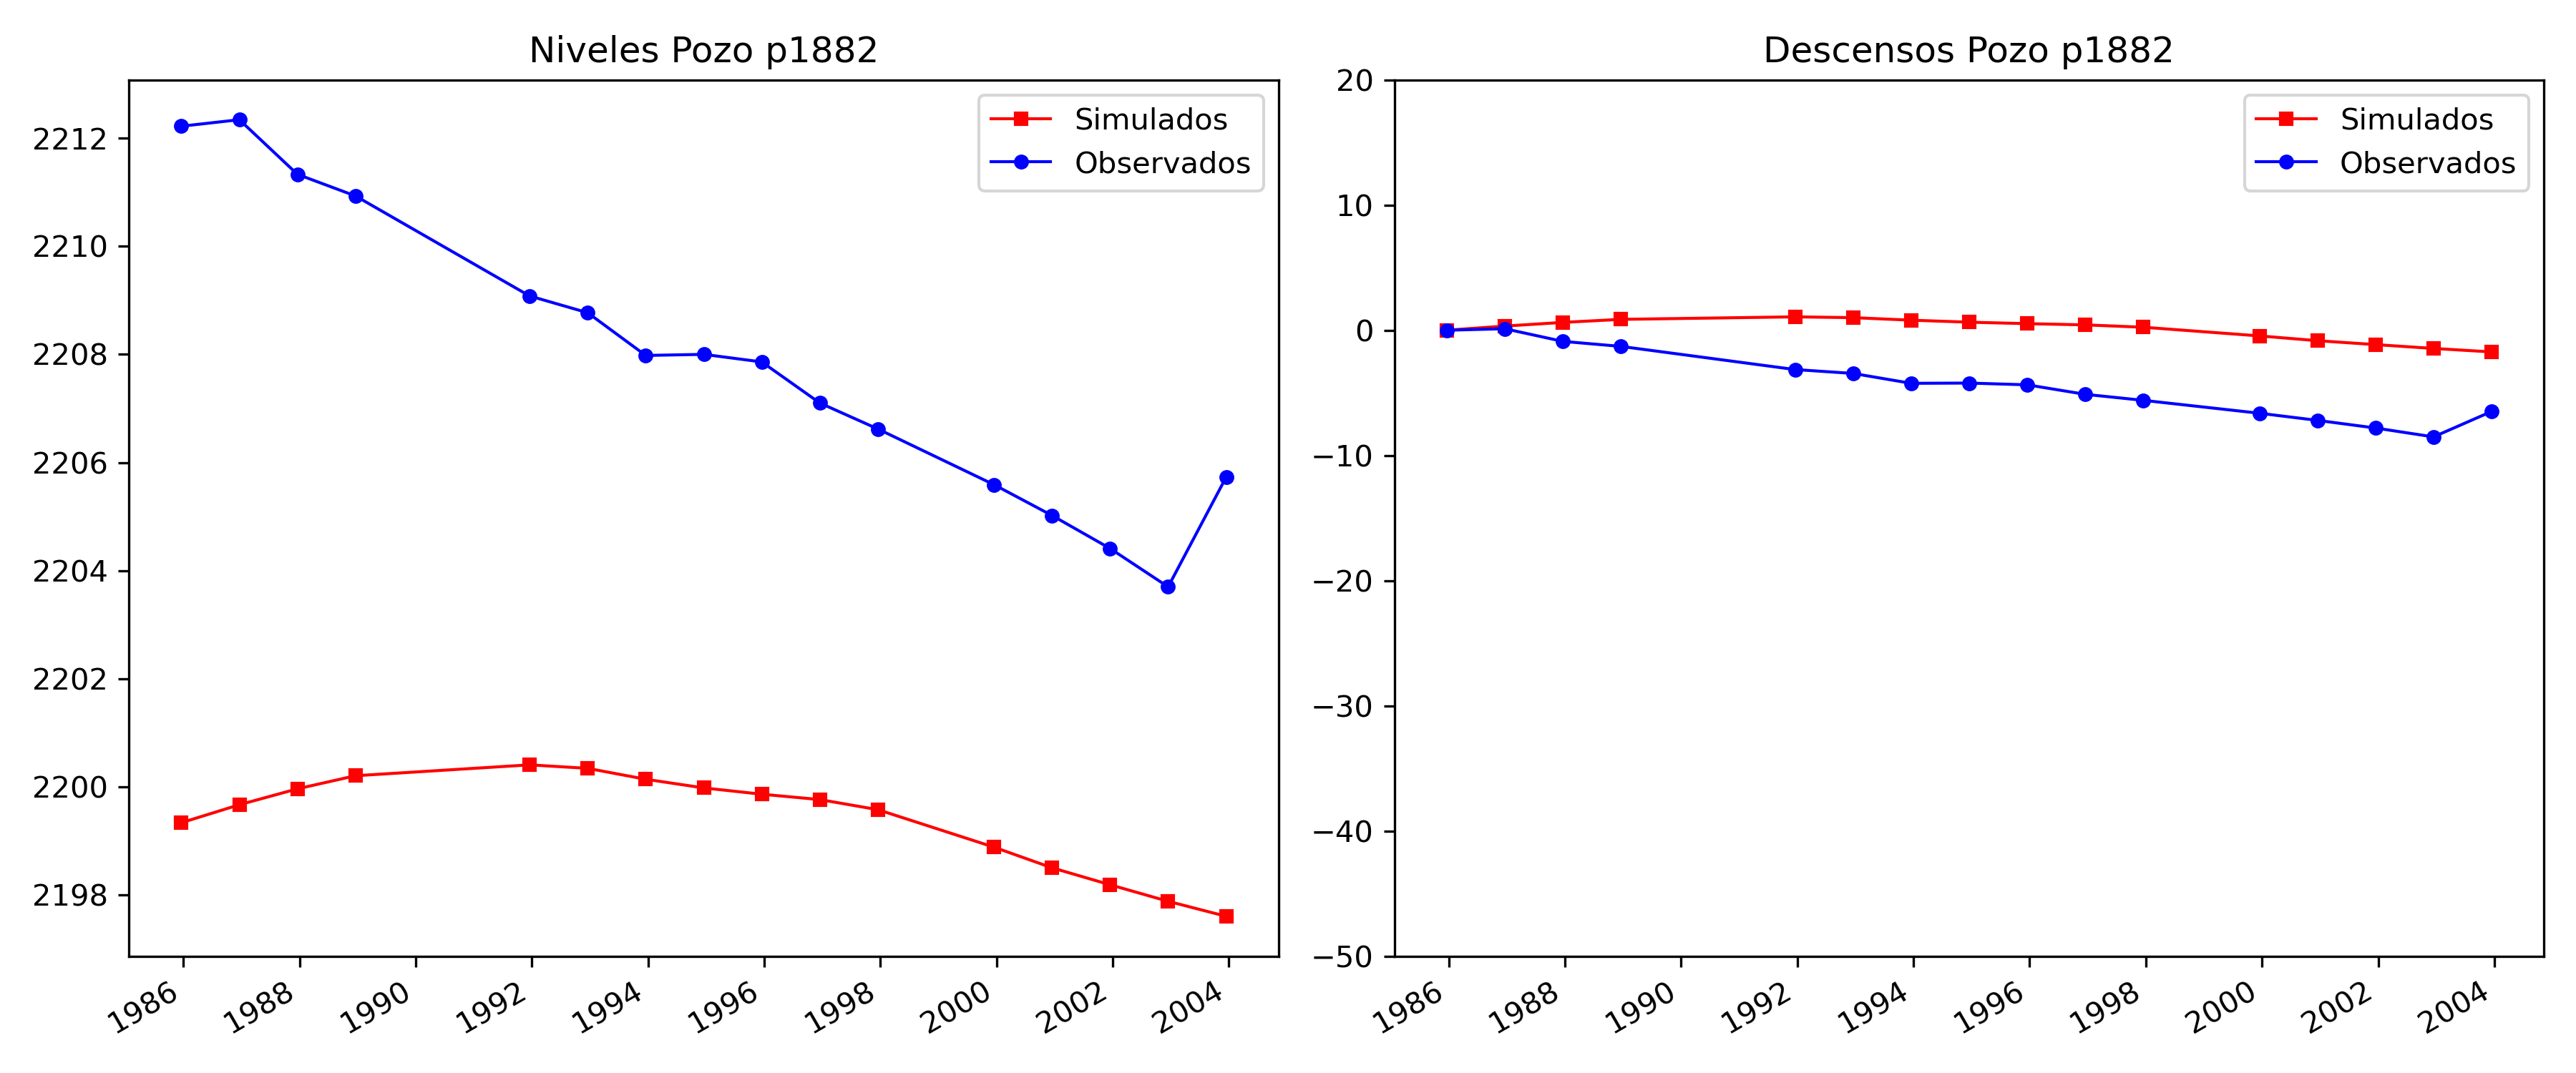 Niveles Pozo p1882
Simulados
Observados
2212
2210
2208
2206
2204
2202
2200
2198
1986 1988 1990 1992 1994 1996 1998 2000 2002 2004
Descensos Pozo p1882
Simulados
Observados
20
10
0
−10
−20
−30
−40
−50
1986 1988 1990 1992 1994 1996 1998 2000 2002 2004